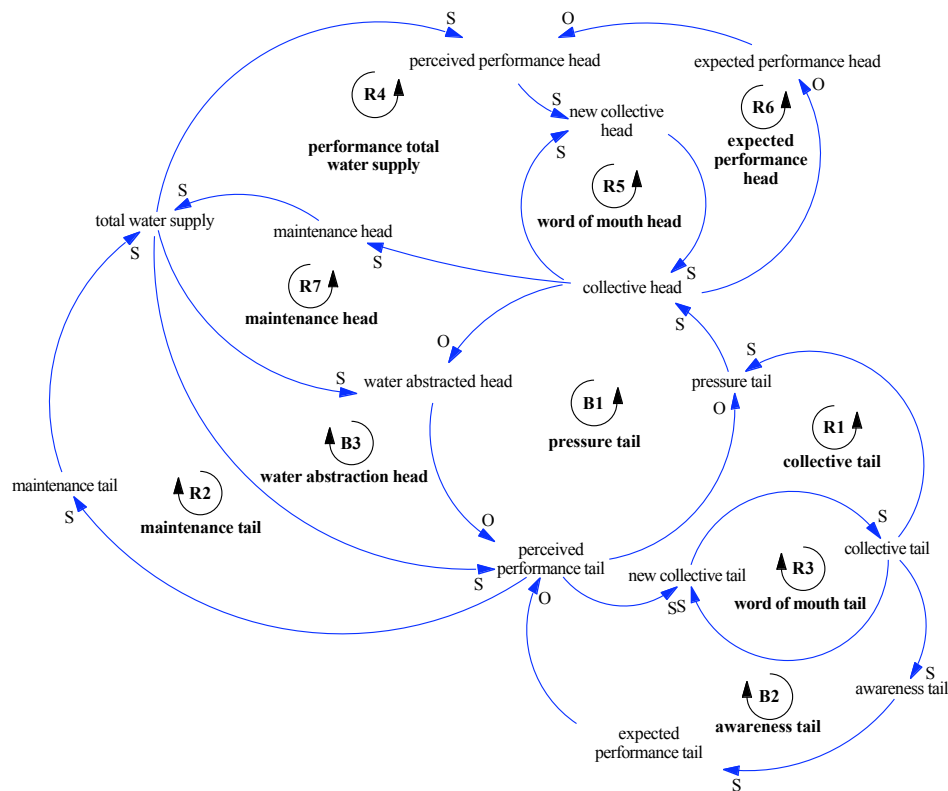 S
O
perceived performance head
expected performance head
S
O
R4
R6
new collective
head
performance total
water supply
expected
performance
head
S
R5
word of mouth head
S
total water supply
maintenance head
S
S
S
collective head
R7
maintenance head
S
O
S
S
water abstracted head
pressure tail
O
B1
pressure tail
R1
collective tail
B3
water abstraction head
maintenance tail
S
R2
maintenance tail
O
S
perceived
performance tail
S
O
new collective tail
S
S
collective tail
R3
word of mouth tail
S
awareness tail
B2
awareness tail
expected
performance tail
S